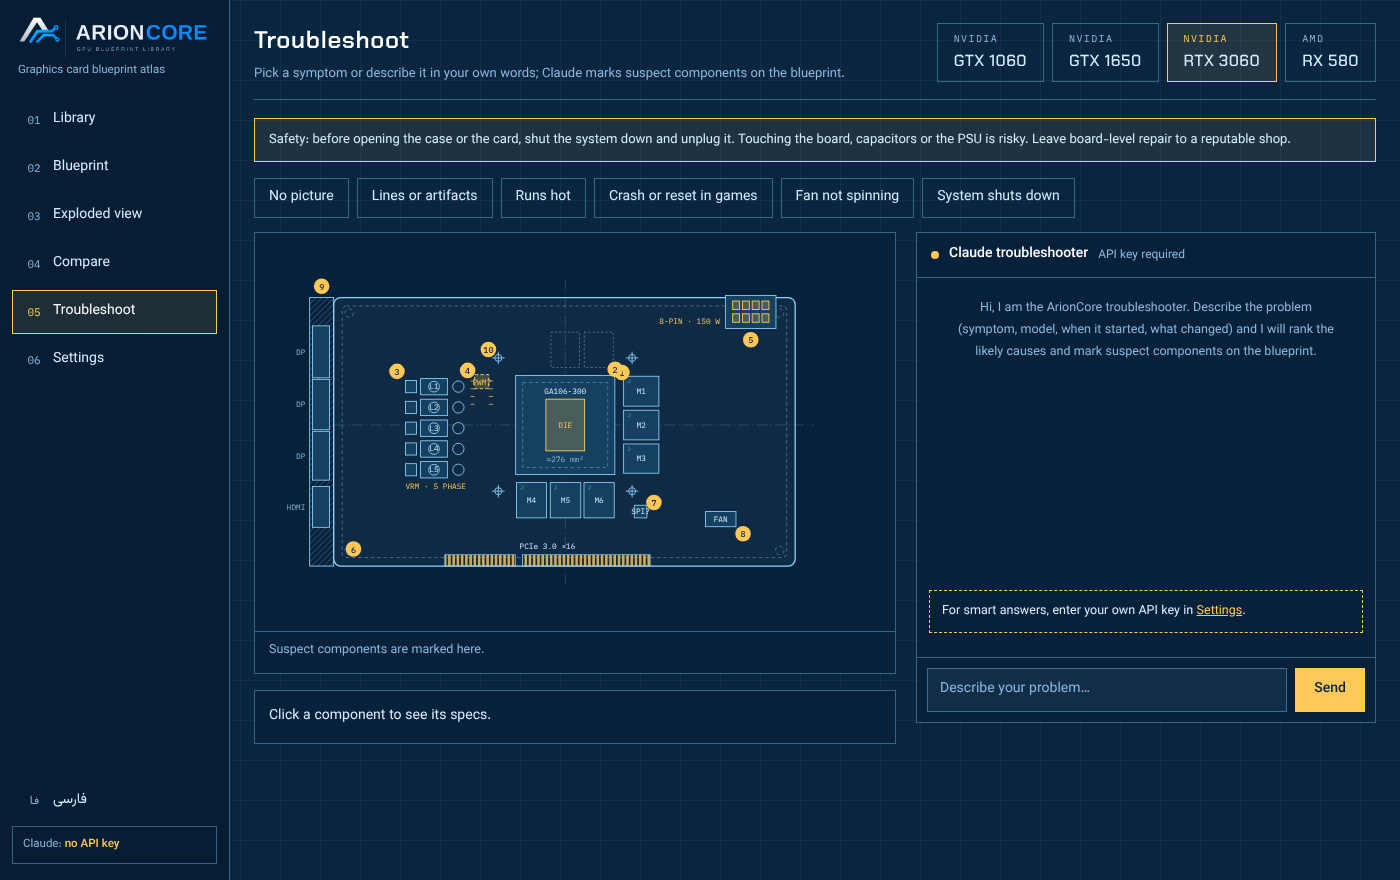 ARIONCORE
GPU BLUEPRINT LIBRARY
Graphics card blueprint atlas
01 Library
02 Blueprint
03 Exploded view
04 Compare
05 Troubleshoot
06 Settings
فا فارسی
Claude: no API key
Troubleshoot
Pick a symptom or describe it in your own words; Claude marks suspect components on the blueprint.
NVIDIA
GTX 1060
NVIDIA
GTX 1650
NVIDIA
RTX 3060
AMD
RX 580
Safety: before opening the case or the card, shut the system down and unplug it. Touching the board, capacitors or the PSU is risky. Leave board-level repair to a reputable shop.
No picture
Lines or artifacts
Runs hot
Crash or reset in games
Fan not spinning
System shuts down
9
8-PIN · 150 W
5
DP
10
3
4
2
1
L1
L2
L3
L4
L5
GA106-300
DIE
≈276 mm²
M1
M2
M3
DP
DP
VRM · 5 PHASE
HDMI
M4
M5
M6
7
FAN
8
PCIe 3.0 ×16
6
Suspect components are marked here.
Click a component to see its specs.
Claude troubleshooter API key required
Hi, I am the ArionCore troubleshooter. Describe the problem
(symptom, model, when it started, what changed) and I will rank the
likely causes and mark suspect components on the blueprint.
For smart answers, enter your own API key in Settings.
Describe your problem…
Send